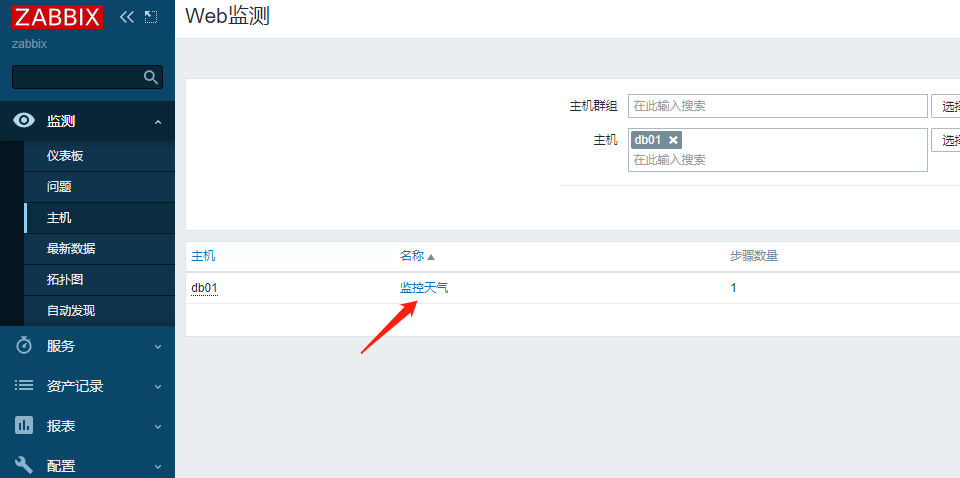 ZABBIX
zabbix
监测
仪表板
问题
主机
最新数据
拓扑图
自动发现
服务
资产记录
报表
配置
Web监测
主机群组 在此输入搜索 选择
主机 db01 选择
在此输入搜索
主机 名称 步骤数量
db01 监控天气 1